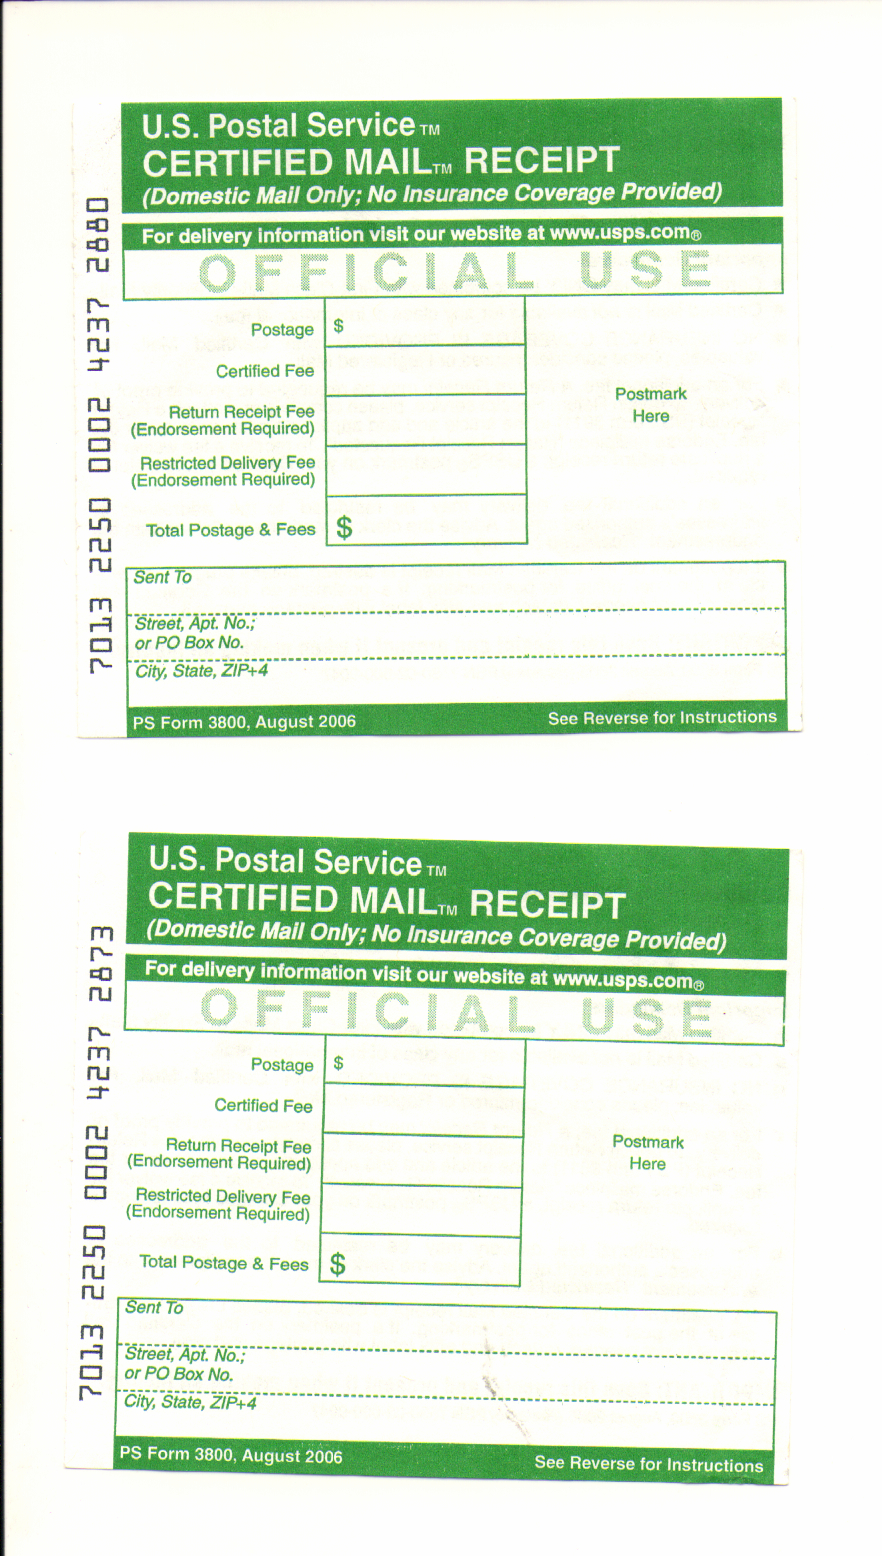 U.S. Postal Service™
CERTIFIED MAIL™ RECEIPT
(Domestic Mail Only; No Insurance Coverage Provided)
For delivery information visit our website at www.usps.com®
OFFICIAL USE
Postage $
Certified Fee
Return Receipt Fee
(Endorsement Required)
Restricted Delivery Fee
(Endorsement Required)
Total Postage & Fees $
Postmark
Here
Sent To
Street, Apt. No.;
or PO Box No.
City, State, ZIP+4
PS Form 3800, August 2006 See Reverse for Instructions
7013 2250 0002 4237 2880
U.S. Postal Service™
CERTIFIED MAIL™ RECEIPT
(Domestic Mail Only; No Insurance Coverage Provided)
For delivery information visit our website at www.usps.com®
OFFICIAL USE
Postage $
Certified Fee
Return Receipt Fee
(Endorsement Required)
Restricted Delivery Fee
(Endorsement Required)
Total Postage & Fees $
Postmark
Here
Sent To
Street, Apt. No.;
or PO Box No.
City, State, ZIP+4
PS Form 3800, August 2006 See Reverse for Instructions
7013 2250 0002 4237 2873